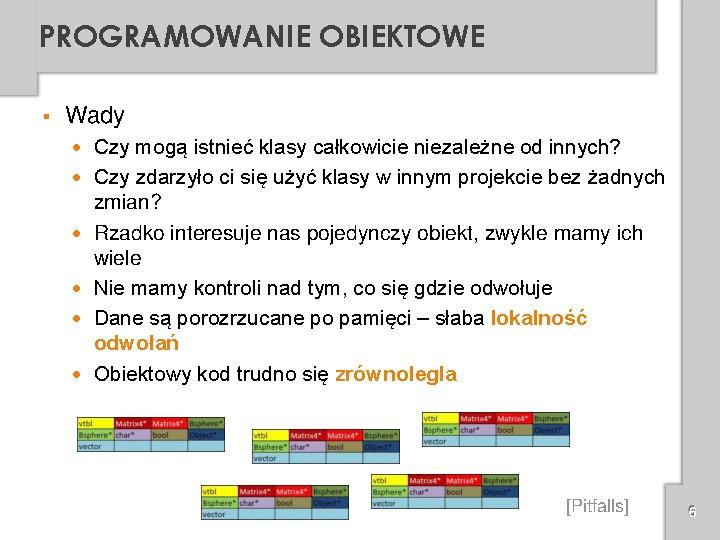 PROGRAMOWANIE OBIEKTOWE
Wady
Czy mogą istnieć klasy całkowicie niezależne od innych?
Czy zdarzyło ci się użyć klasy w innym projekcie bez żadnych
zmian?
Rzadko interesuje nas pojedynczy obiekt, zwykle mamy ich
wiele
Nie mamy kontroli nad tym, co się gdzie odwołuje
Dane są porozrzucane po pamięci – słaba lokalność
odwołań
Obiektowy kod trudno się zrównolegla
vtbl Matrix4* Matrix4* Bsphere*
Bsphere* char* bool Object*
vector
vtbl Matrix4* Matrix4* Bsphere*
Bsphere* char* bool Object*
vector
vtbl Matrix4* Matrix4* Bsphere*
Bsphere* char* bool Object*
vector
vtbl Matrix4* Matrix4* Bsphere*
Bsphere* char* bool Object*
vector
vtbl Matrix4* Matrix4* Bsphere*
Bsphere* char* bool Object*
vector
[Pitfalls]
6